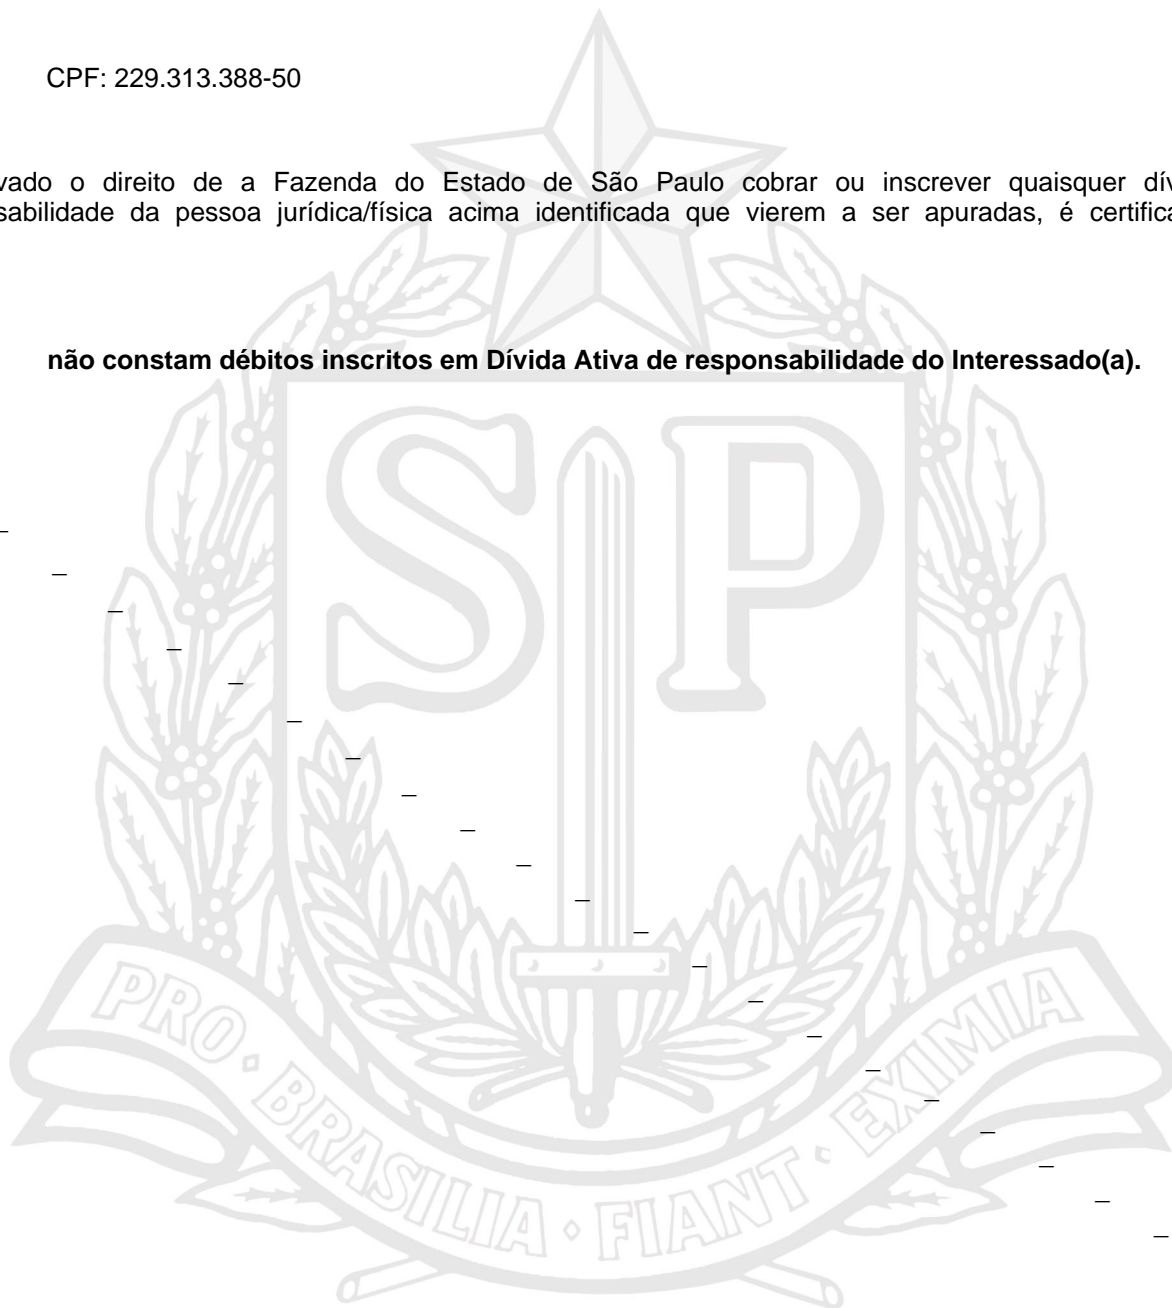 CPF: 229.313.388-50
vado o direito de a Fazenda do Estado de São Paulo cobrar ou inscrever quaisquer dív
sabilidade da pessoa jurídica/física acima identificada que vierem a ser apuradas, é certifica
não constam débitos inscritos em Dívida Ativa de responsabilidade do Interessado(a).
SP
PRO • BRASILIA • FIANT • EXIMIA